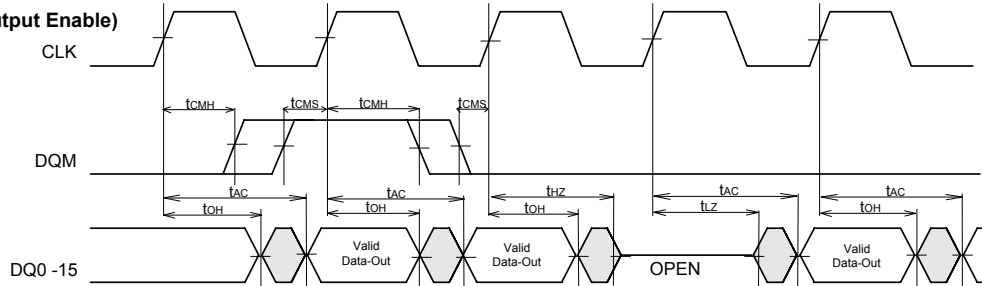 utput Enable)
CLK
tCMH tCMS tCMH tCMS
DQM
tAC tAC tHZ tAC tAC
tOH tOH tOH tLZ tOH
DQ0 -15
Valid Data-Out
Valid Data-Out
OPEN
Valid Data-Out